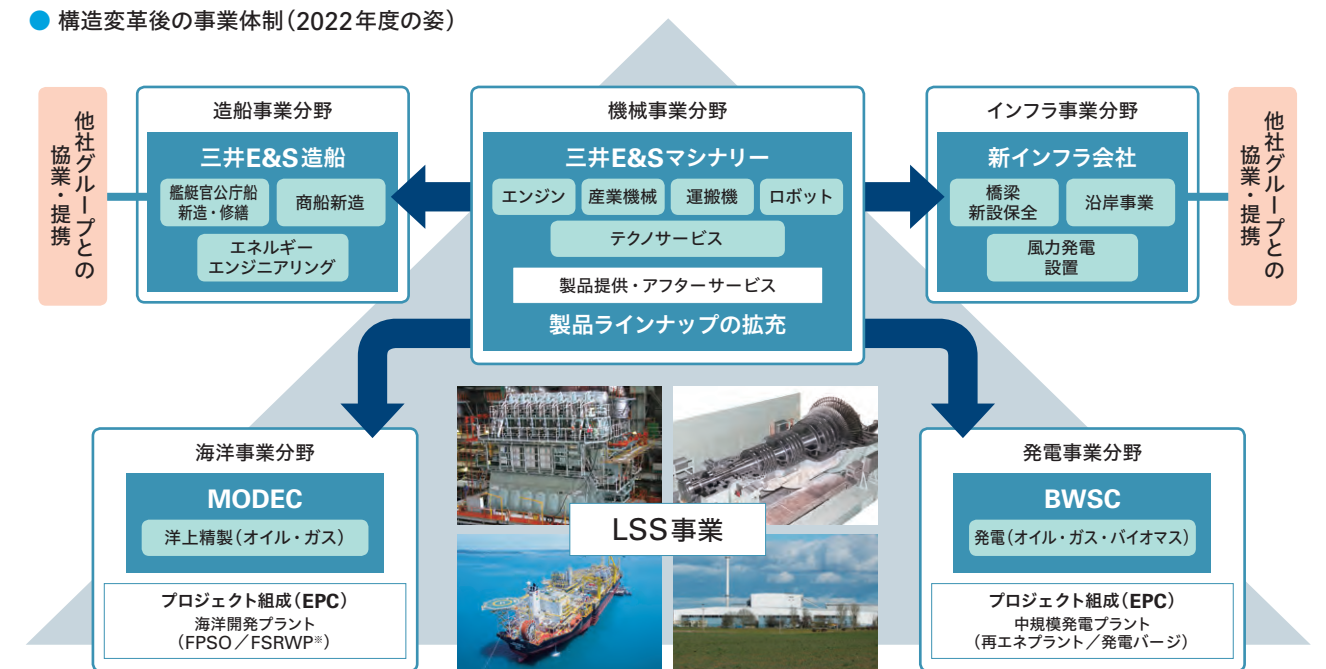 ● 構造変革後の事業体制（2022年度の姿）
他社グループとの
協業・提携
造船事業分野
三井E&S造船
艦艇官公庁船
新造・修繕
商船新造
エネルギー
エンジニアリング
機械事業分野
三井E&Sマシナリー
エンジン
産業機械
運搬機
ロボット
テクノサービス
製品提供・アフターサービス
製品ラインナップの拡充
インフラ事業分野
新インフラ会社
橋梁
新設保全
沿岸事業
風力発電
設置
他社グループとの
協業・提携
海洋事業分野
MODEC
洋上精製（オイル・ガス）
プロジェクト組成（EPC）
海洋開発プラント
（FPSO／FSRWP※）
LSS事業
発電事業分野
BWSC
発電（オイル・ガス・バイオマス）
プロジェクト組成（EPC）
中規模発電プラント
（再エネプラント／発電バージ）